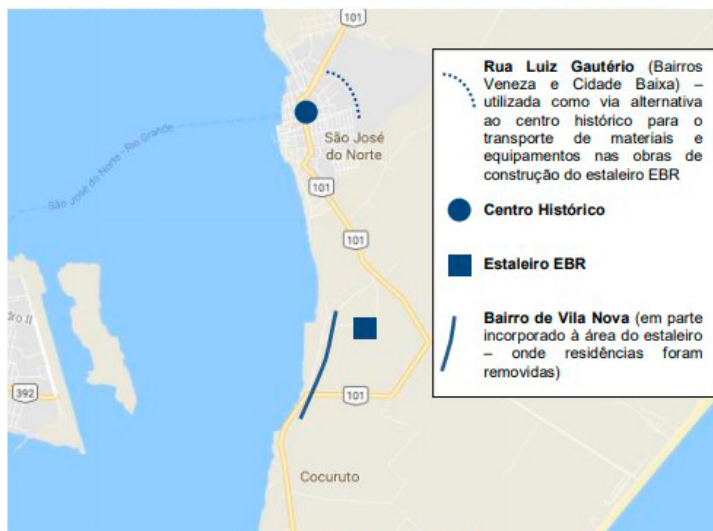 101
Rua Luiz Gautério (Bairros
Veneza e Cidade Baixa) –
utilizada como via alternativa
ao centro histórico para o
transporte de materiais e
equipamentos nas obras de
construção do estaleiro EBR
São José
do Norte
São José do Norte - Rio Grande
101
Centro Histórico
101
Estaleiro EBR
dro II
Bairro de Vila Nova (em parte
incorporado à área do estaleiro
– onde residências foram
removidas)
392
101
Cocuruto